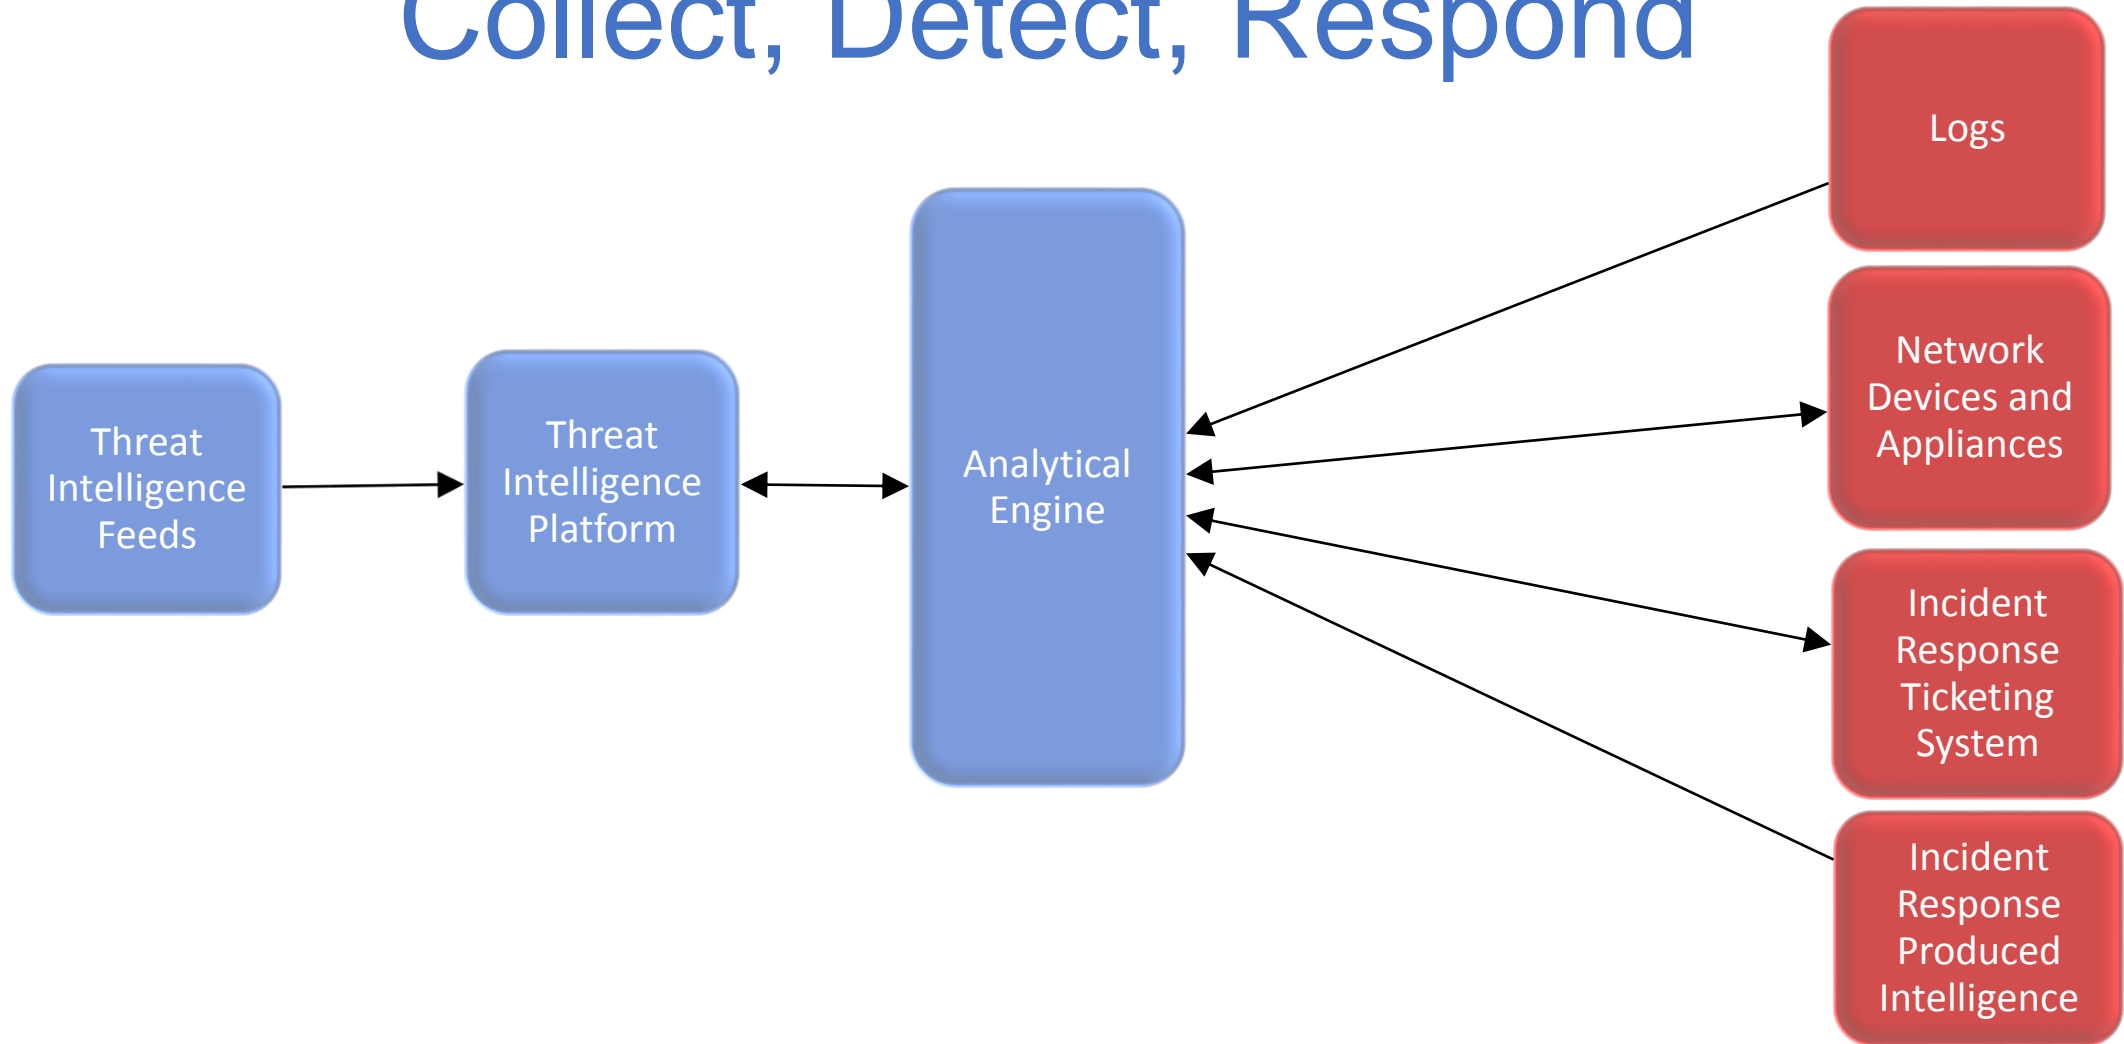 Collect, Detect, Respond
Logs
Network
Devices and
Appliances
Threat
Intelligence
Feeds
Threat
Intelligence
Platform
Analytical
Engine
Incident
Response
Ticketing
System
Incident
Response
Produced
Intelligence